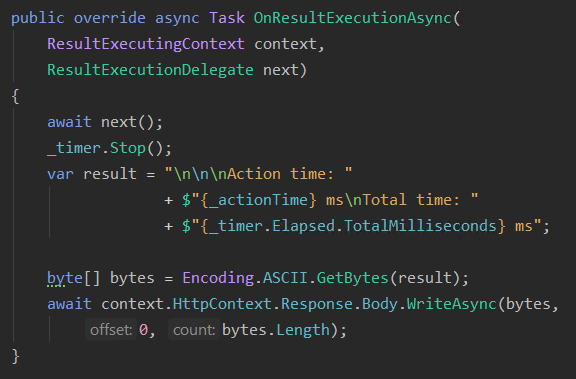 public override async Task OnResultExecutionAsync(
    ResultExecutingContext context,
    ResultExecutionDelegate next)
{
    await next();
    _timer.Stop();
    var result = "\n\n\nAction time: "
                 + $"{_actionTime} ms\nTotal time: "
                 + $"{_timer.Elapsed.TotalMilliseconds} ms";
    byte[] bytes = Encoding.ASCII.GetBytes(result);
    await context.HttpContext.Response.Body.WriteAsync(bytes,
        offset: 0, count: bytes.Length);
}